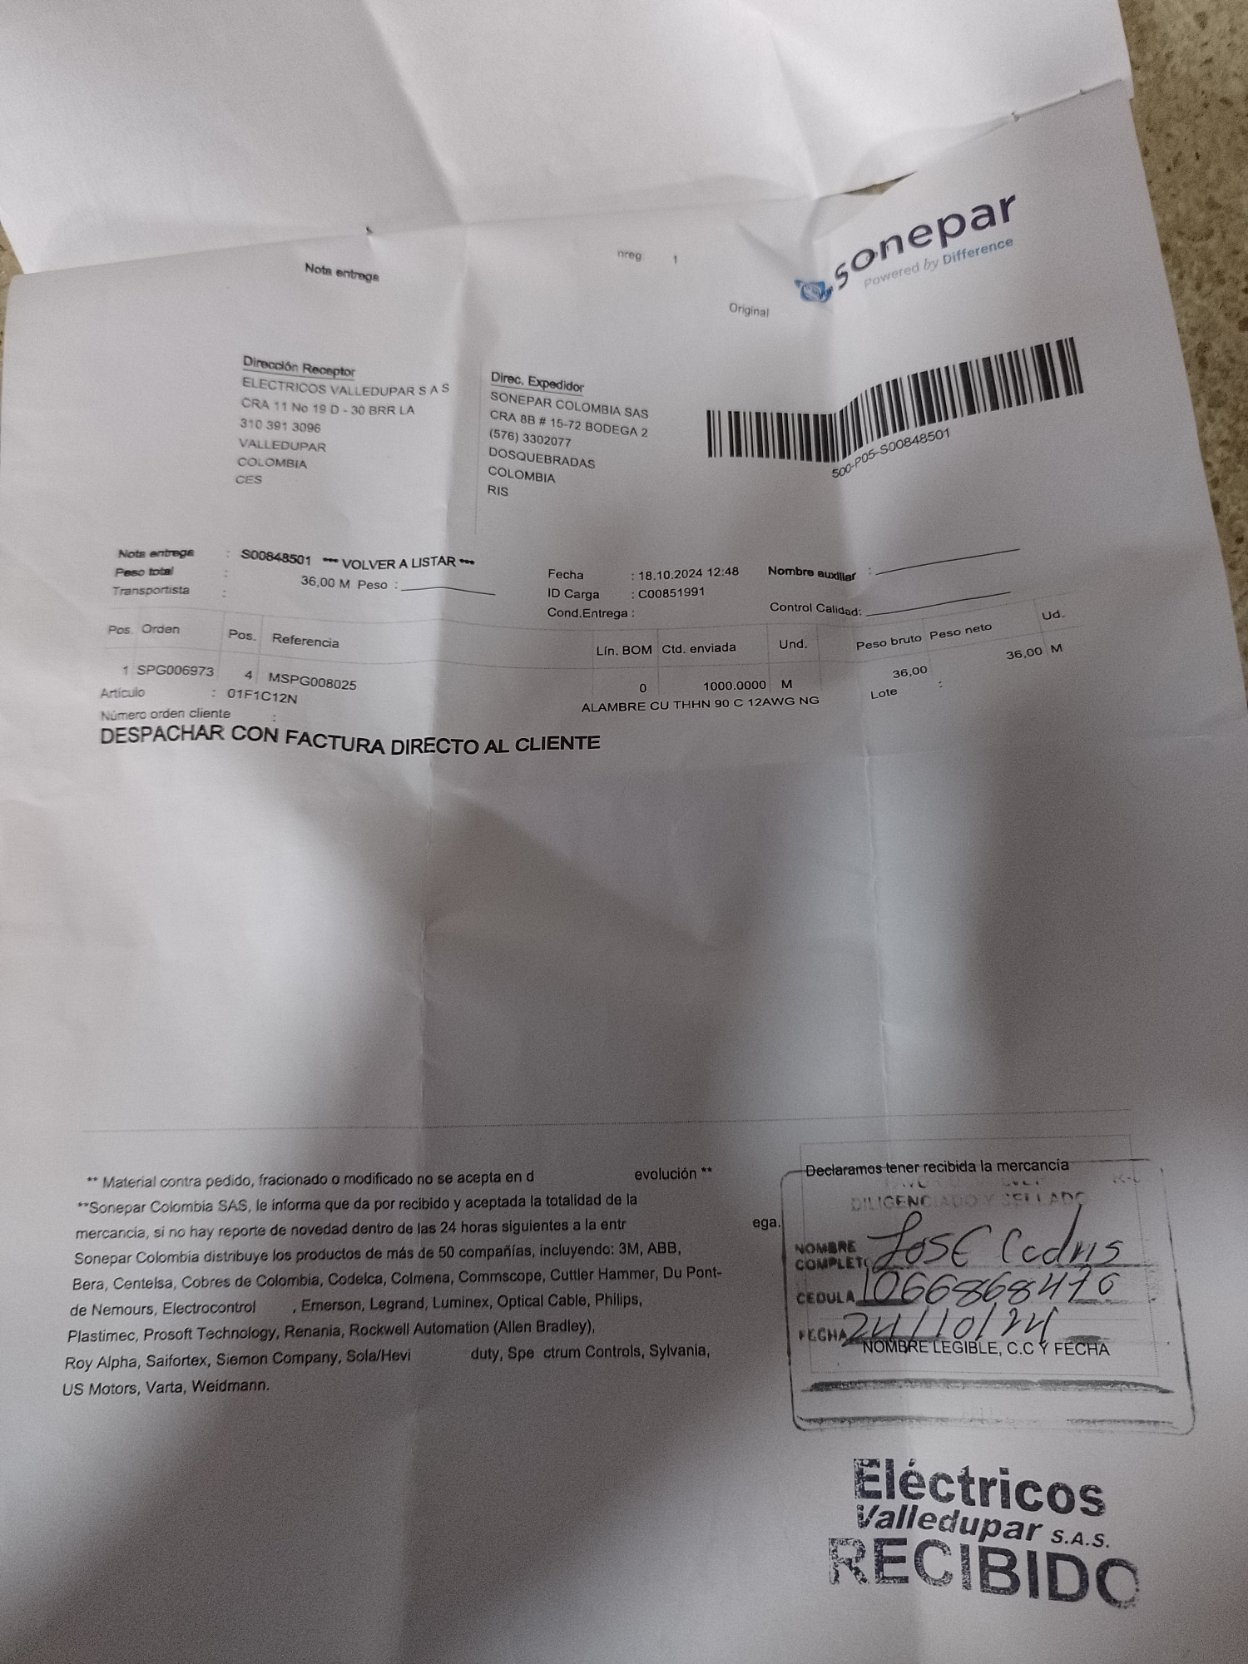 sonepar
Powered by Difference
Nota entrega
nreg 1
Original
Dirección Receptor
ELECTRICOS VALLEDUPAR S A S
CRA 11 No 19 D - 30 BRR LA
310 391 3096
VALLEDUPAR
COLOMBIA
CES
Direc. Expedidor
SONEPAR COLOMBIA SAS
CRA 8B # 15-72 BODEGA 2
(576) 3302077
DOSQUEBRADAS
COLOMBIA
RIS
500-P05-S00848501
Nota entrega : S00848501 *** VOLVER A LISTAR ***
Peso total : 36,00 M Peso :
Transportista :
Fecha : 18.10.2024 12:48
ID Carga : C00851991
Cond.Entrega :
Nombre auxiliar :
Control Calidad:
Pos. Orden Pos. Referencia Lín. BOM Ctd. enviada Und. Peso bruto Peso neto Ud.
1 SPG006973 4 MSPG008025 0 1000.0000 M 36,00 36,00 M
Artículo : 01F1C12N ALAMBRE CU THHN 90 C 12AWG NG Lote :
Número orden cliente :
DESPACHAR CON FACTURA DIRECTO AL CLIENTE
** Material contra pedido, fracionado o modificado no se acepta en d evolución **
**Sonepar Colombia SAS, le informa que da por recibido y aceptada la totalidad de la
mercancia, si no hay reporte de novedad dentro de las 24 horas siguientes a la entr ega.
Sonepar Colombia distribuye los productos de más de 50 compañías, incluyendo: 3M, ABB,
Bera, Centelsa, Cobres de Colombia, Codelca, Colmena, Commscope, Cuttler Hammer, Du Pont-
de Nemours, Electrocontrol , Emerson, Legrand, Luminex, Optical Cable, Philips,
Plastimec, Prosoft Technology, Renania, Rockwell Automation (Allen Bradley),
Roy Alpha, Saifortex, Siemon Company, Sola/Hevi duty, Spe ctrum Controls, Sylvania,
US Motors, Varta, Weidmann.
Declaramos tener recibida la mercancía
DILIGENCIADO Y SELLADO
NOMBRE
COMPLETO JOSE
CEDULA 1066868470
FECHA 24/10/24
NOMBRE LEGIBLE, C.C Y FECHA
Eléctricos
Valledupar S.A.S.
RECIBIDO